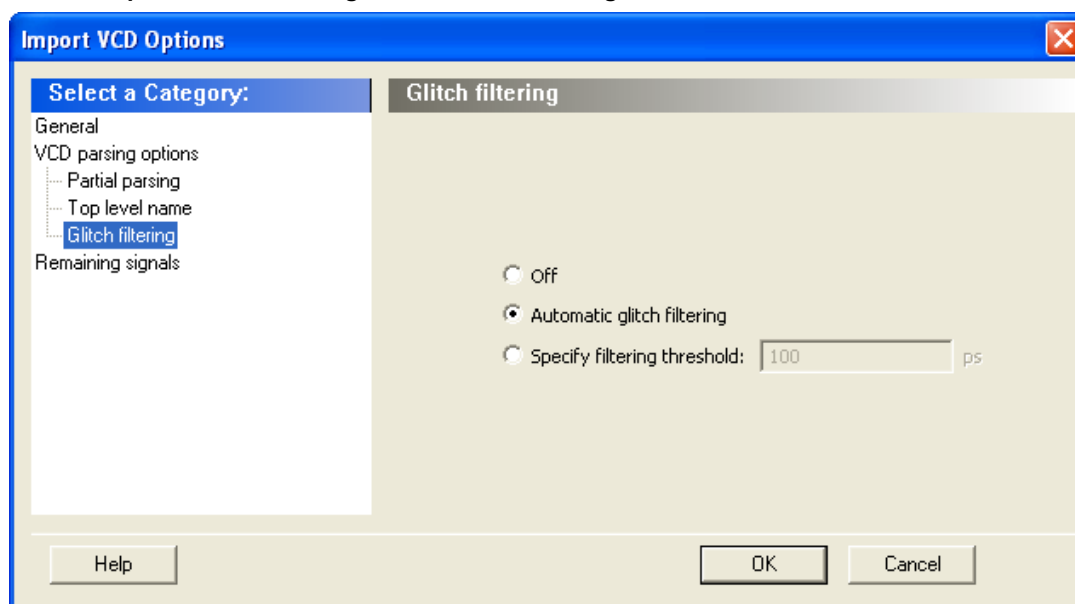 Import VCD Options
Select a Category:
General
VCD parsing options
Partial parsing
Top level name
Glitch filtering
Remaining signals
Glitch filtering
Off
Automatic glitch filtering
Specify filtering threshold: 100 ps
Help OK Cancel